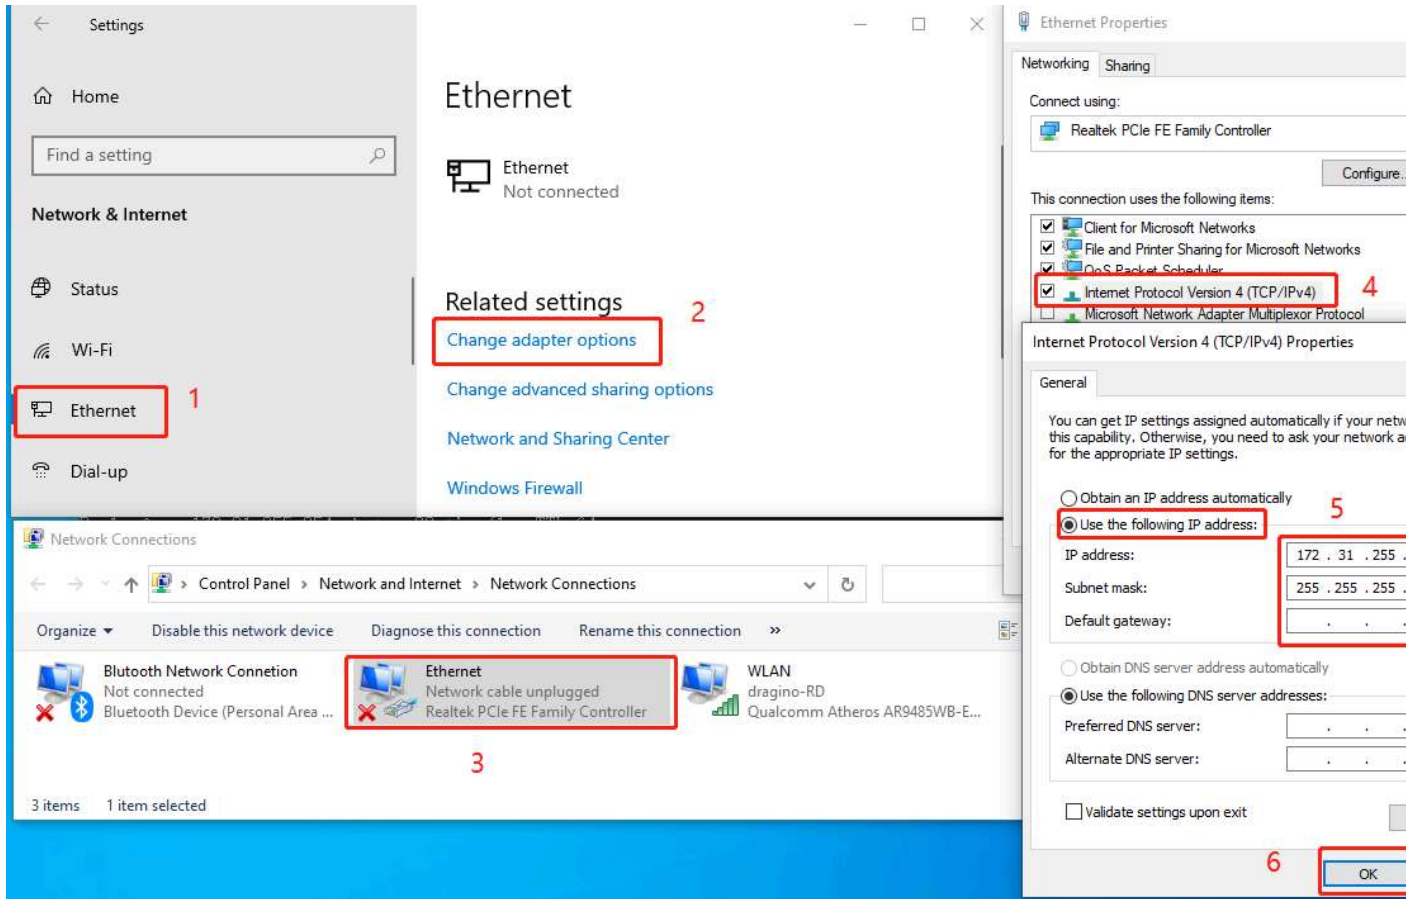 Settings
Home
Find a setting
Network & Internet
Status
Wi-Fi
Ethernet
1
Dial-up
Ethernet
Ethernet
Not connected
Related settings
2
Change adapter options
Change advanced sharing options
Network and Sharing Center
Windows Firewall
Network Connections
Control Panel > Network and Internet > Network Connections
Organize Disable this network device Diagnose this connection Rename this connection »
Blutooth Network Connetion
Not connected
Bluetooth Device (Personal Area ...
Ethernet
Network cable unplugged
Realtek PCIe FE Family Controller
WLAN
dragino-RD
Qualcomm Atheros AR9485WB-E...
3
3 items 1 item selected
Ethernet Properties
Networking Sharing
Connect using:
Realtek PCIe FE Family Controller
Configure..
This connection uses the following items:
Client for Microsoft Networks
File and Printer Sharing for Microsoft Networks
QoS Packet Scheduler
Internet Protocol Version 4 (TCP/IPv4)
4
Microsoft Network Adapter Multiplexor Protocol
Internet Protocol Version 4 (TCP/IPv4) Properties
General
You can get IP settings assigned automatically if your netw
this capability. Otherwise, you need to ask your network a
for the appropriate IP settings.
Obtain an IP address automatically
5
Use the following IP address:
IP address: 172 . 31 . 255 .
Subnet mask: 255 . 255 . 255 .
Default gateway: . . .
Obtain DNS server address automatically
Use the following DNS server addresses:
Preferred DNS server: . . .
Alternate DNS server: . . .
Validate settings upon exit
6
OK